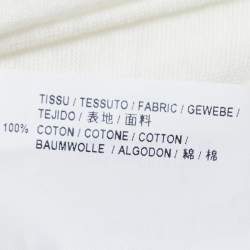 TISSU / TESSUTO / FABRIC / GEWEBE /
TEJIDO / 表地 / 面料
100% COTON / COTONE / COTTON /
BAUMWOLLE / ALGODON / 綿 / 棉